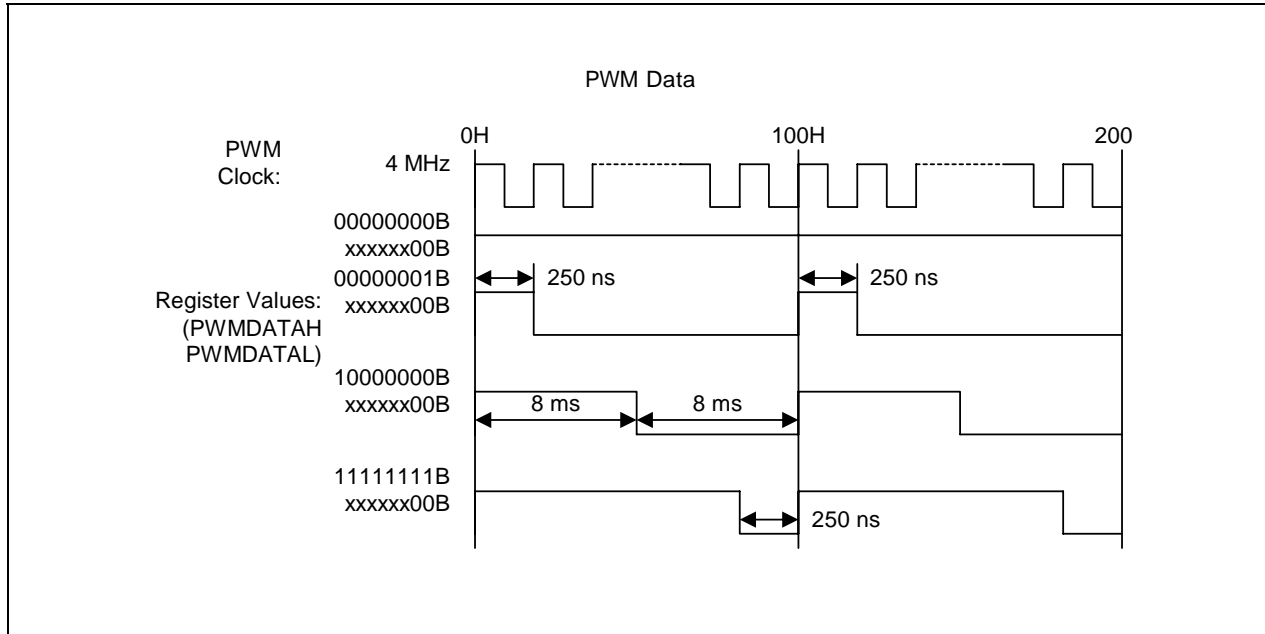 PWM Data
0H
100H
200
PWM
Clock:
4 MHz
00000000B
xxxxxx00B
00000001B
xxxxxx00B
250 ns
250 ns
Register Values:
(PWMDATAH
PWMDATAL)
10000000B
xxxxxx00B
8 ms
8 ms
11111111B
xxxxxx00B
250 ns